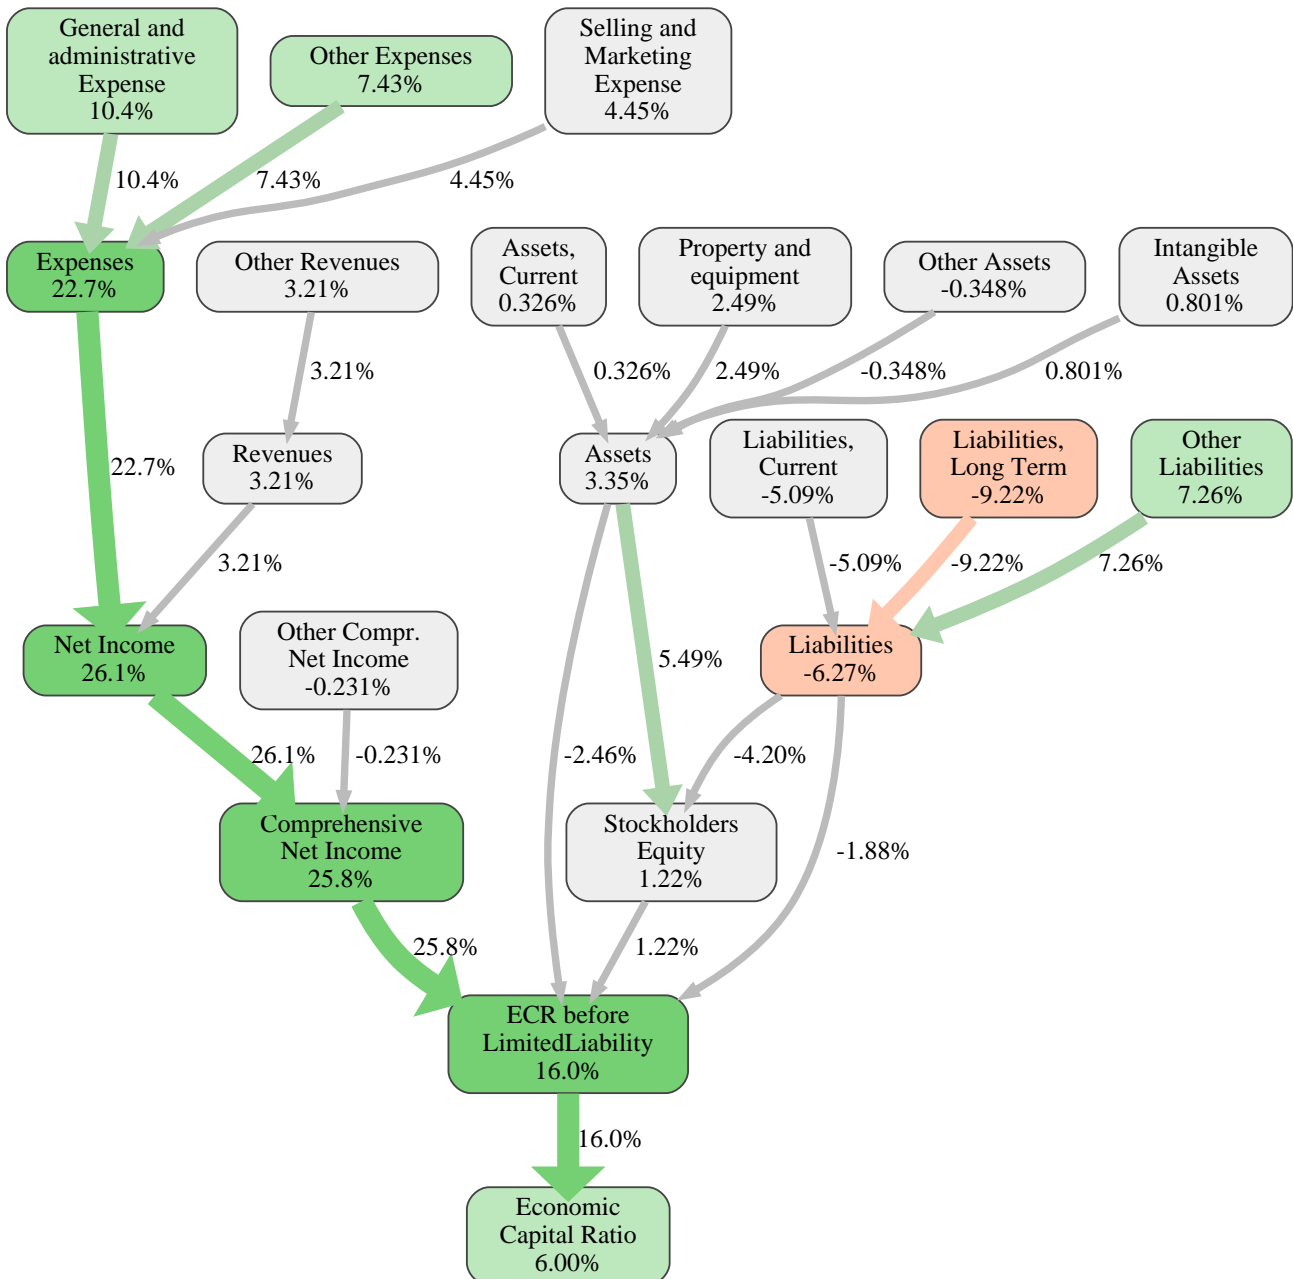 General and
administrative
Expense
10.4%
Other Expenses
7.43%
Selling and
Marketing
Expense
4.45%
10.4%
7.43%
4.45%
Expenses
22.7%
Other Revenues
3.21%
Assets,
Current
0.326%
Property and
equipment
2.49%
Other Assets
-0.348%
Intangible
Assets
0.801%
3.21%
0.326%
2.49%
-0.348%
0.801%
22.7%
Revenues
3.21%
Assets
3.35%
Liabilities,
Current
-5.09%
Liabilities,
Long Term
-9.22%
Other
Liabilities
7.26%
3.21%
-5.09%
-9.22%
7.26%
Net Income
26.1%
Other Compr.
Net Income
-0.231%
5.49%
Liabilities
-6.27%
26.1%
-0.231%
-2.46%
-4.20%
Comprehensive
Net Income
25.8%
Stockholders
Equity
1.22%
-1.88%
25.8%
1.22%
ECR before
LimitedLiability
16.0%
16.0%
Economic
Capital Ratio
6.00%